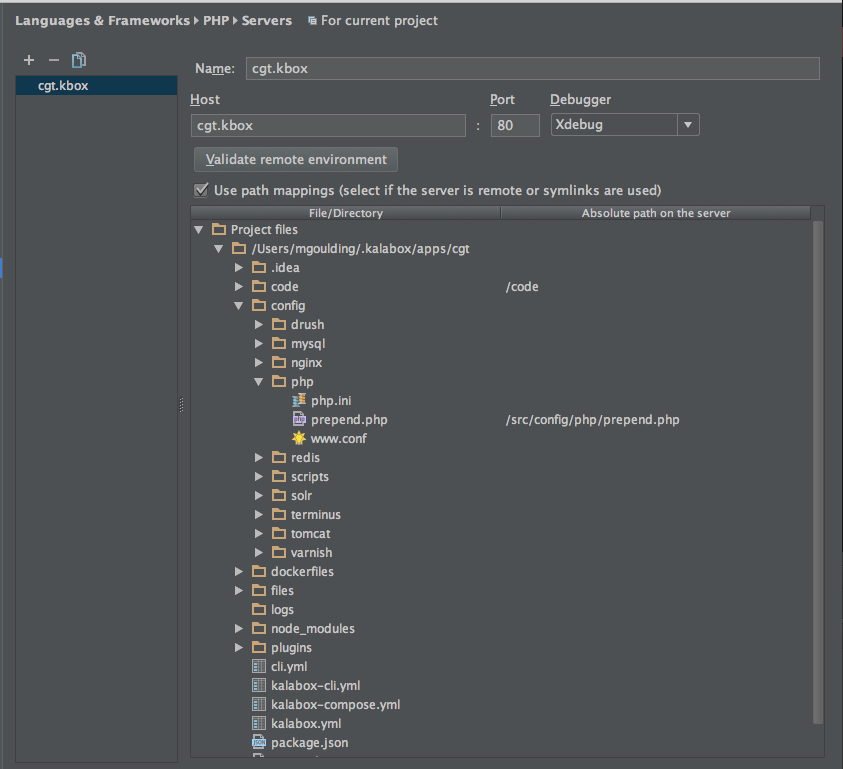 Languages & Frameworks PHP Servers For current project
cgt.kbox
Name: cgt.kbox
Host Port Debugger
cgt.kbox : 80 Xdebug
Validate remote environment
Use path mappings (select if the server is remote or symlinks are used)
File/Directory Absolute path on the server
Project files
/Users/mgoulding/.kalabox/apps/cgt
.idea
code /code
config
drush
mysql
nginx
php
php.ini
prepend.php /src/config/php/prepend.php
www.conf
redis
scripts
solr
terminus
tomcat
varnish
dockerfiles
files
logs
node_modules
plugins
cli.yml
kalabox-cli.yml
kalabox-compose.yml
kalabox.yml
package.json